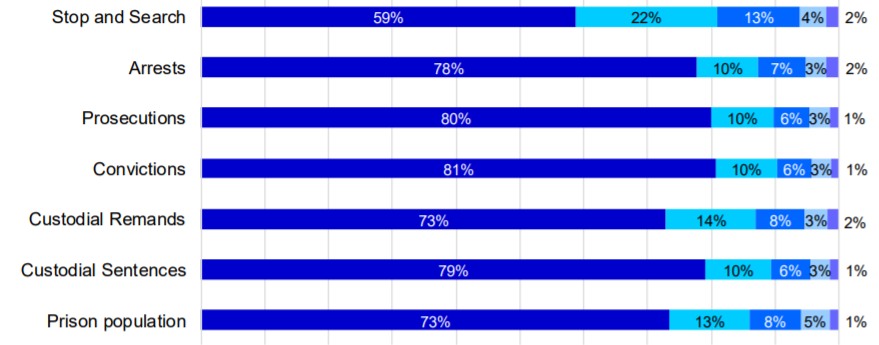 Stop and Search 59% 22% 13% 4% 2%
Arrests 78% 10% 7% 3% 2%
Prosecutions 80% 10% 6% 3% 1%
Convictions 81% 10% 6% 3% 1%
Custodial Remands 73% 14% 8% 3% 2%
Custodial Sentences 79% 10% 6% 3% 1%
Prison population 73% 13% 8% 5% 1%